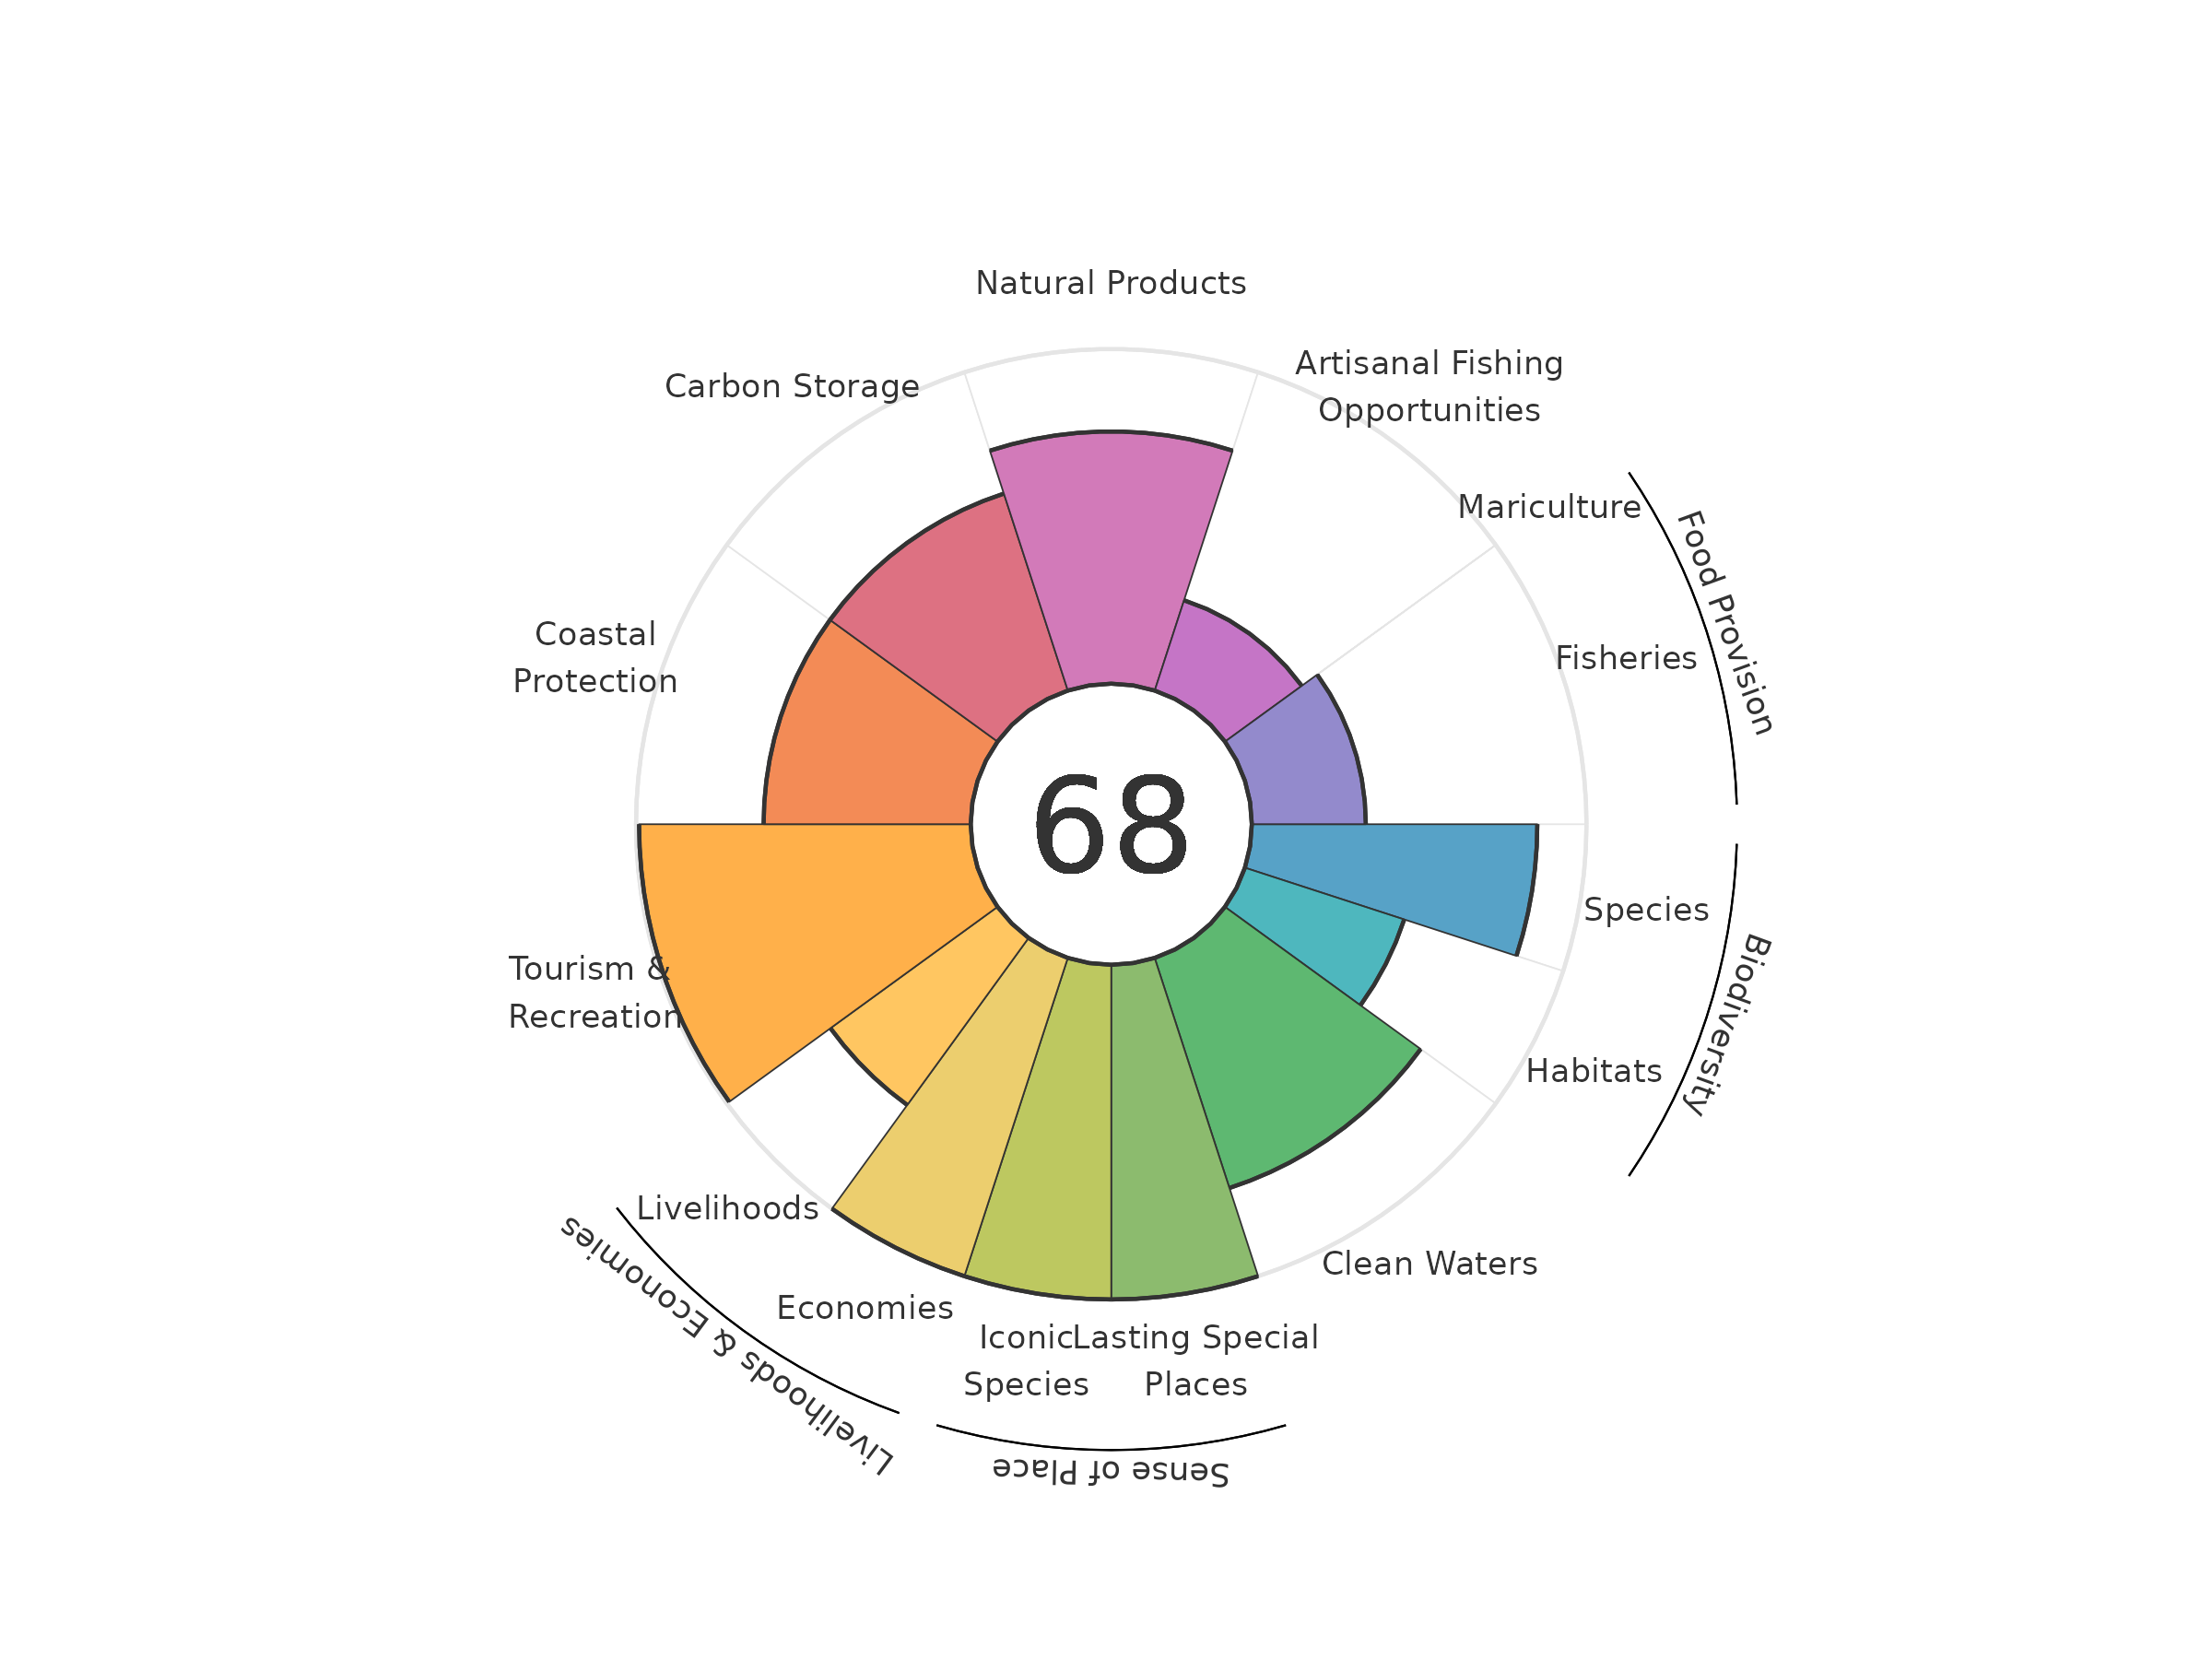 Natural Products
Artisanal Fishing
Opportunities
Carbon Storage
Mariculture
Food Provision
Coastal
Protection
Fisheries
68
Species
Biodiversity
Tourism &
Recreation
Habitats
Livelihoods
Clean Waters
Livelihoods & Economies
Economies
Iconic
Species
Lasting Special
Places
Sense of Place